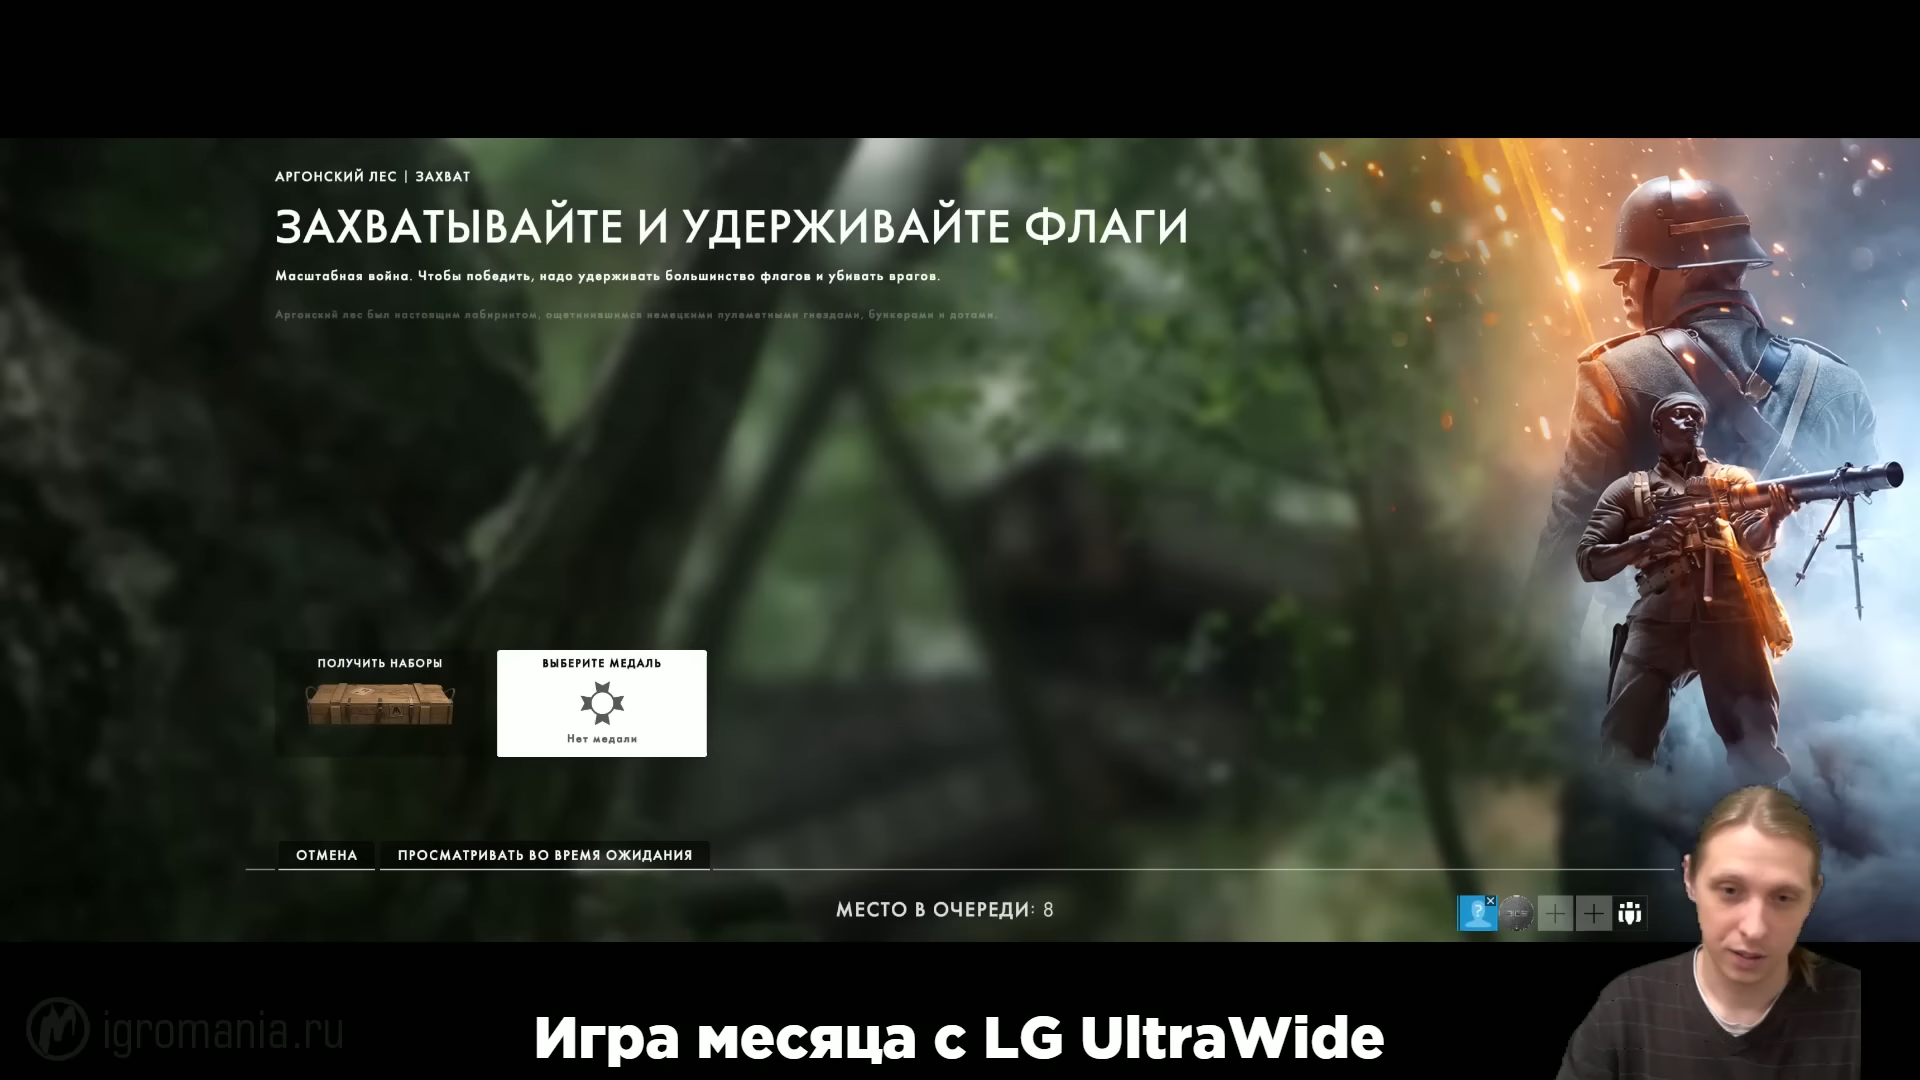 АРГОНСКИЙ ЛЕС | ЗАХВАТ
ЗАХВАТЫВАЙТЕ И УДЕРЖИВАЙТЕ ФЛАГИ
Масштабная война. Чтобы победить, надо удерживать большинство флагов и убивать врагов.
Аргонский лес был настоящим лабиринтом, ощетинившимся немецкими пулеметными гнездами, бункерами и дотами.
ПОЛУЧИТЬ НАБОРЫ
ВЫБЕРИТЕ МЕДАЛЬ
Нет медали
ОТМЕНА
ПРОСМАТРИВАТЬ ВО ВРЕМЯ ОЖИДАНИЯ
МЕСТО В ОЧЕРЕДИ: 8
igromania.ru
Игра месяца с LG UltraWide